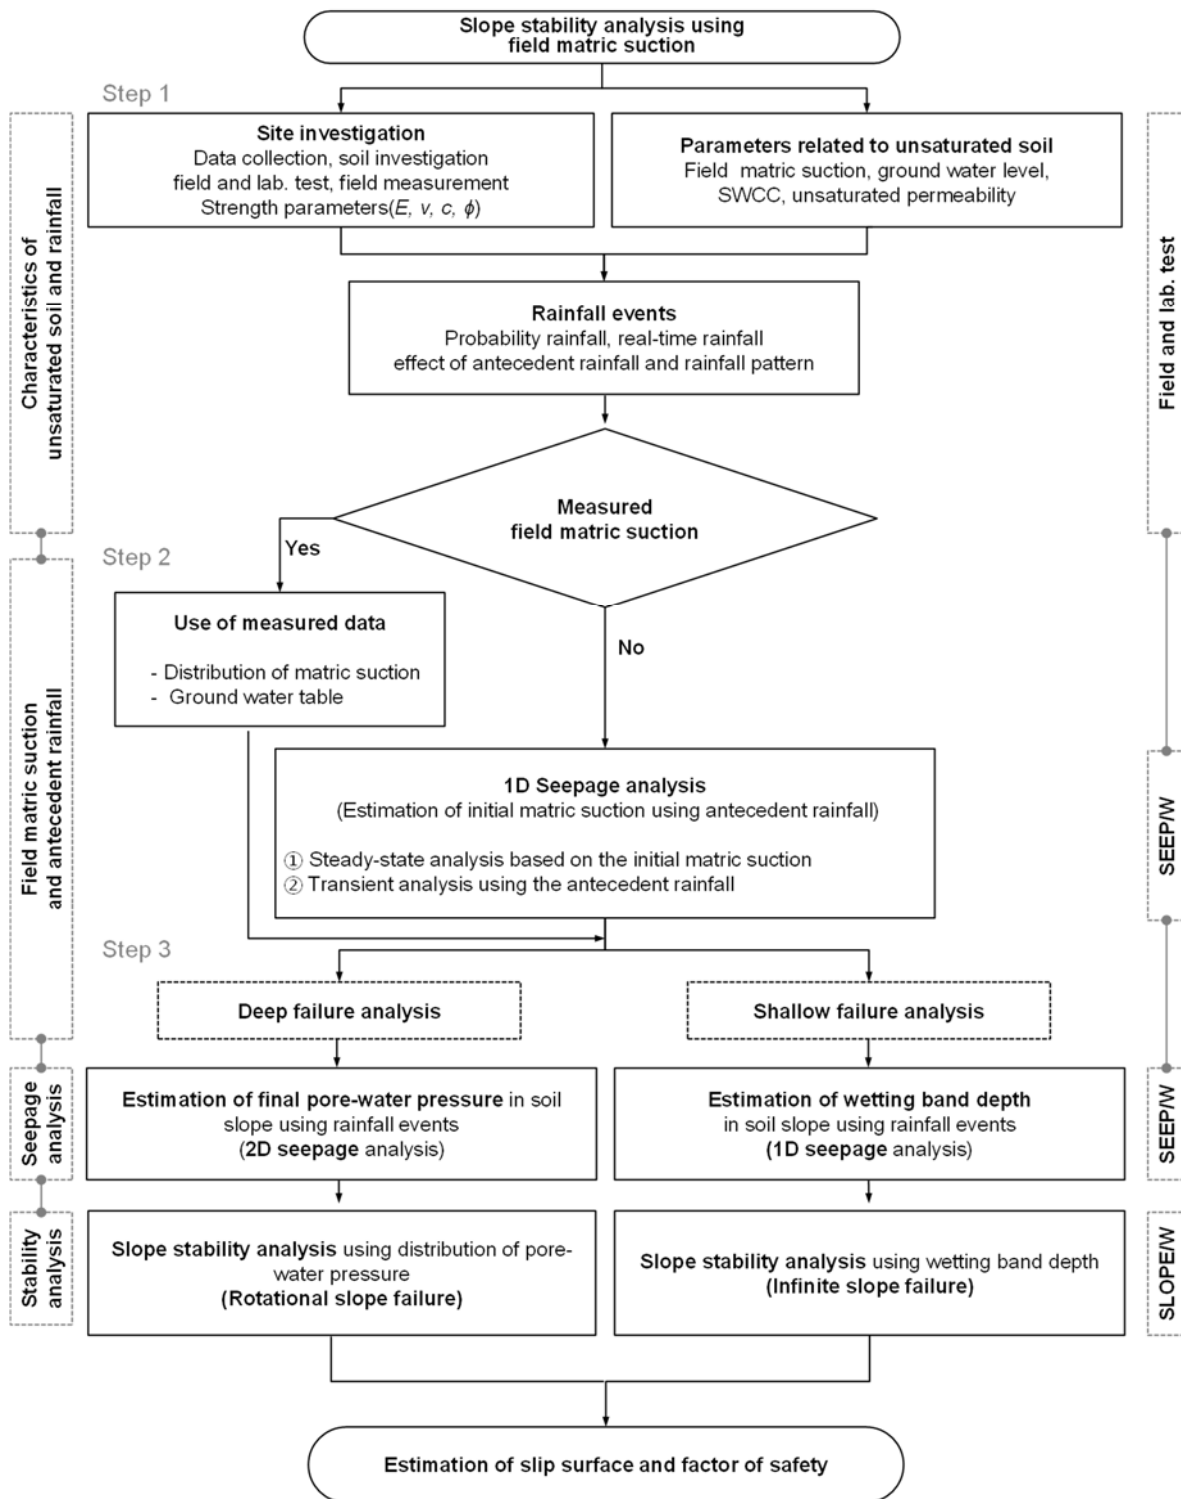 Slope stability analysis using
field matric suction
Step 1
Site investigation
Data collection, soil investigation
field and lab. test, field measurement
Strength parameters(E, v, c, ϕ)
Parameters related to unsaturated soil
Field matric suction, ground water level,
SWCC, unsaturated permeability
Characteristics of
unsaturated soil and rainfall
Field and lab. test
Rainfall events
Probability rainfall, real-time rainfall
effect of antecedent rainfall and rainfall pattern
Measured
field matric suction
Yes
Step 2
Use of measured data
- Distribution of matric suction
- Ground water table
No
Field matric suction
and antecedent rainfall
1D Seepage analysis
(Estimation of initial matric suction using antecedent rainfall)
① Steady-state analysis based on the initial matric suction
② Transient analysis using the antecedent rainfall
SEEP/W
Step 3
Deep failure analysis
Shallow failure analysis
Seepage
analysis
Estimation of final pore-water pressure in soil
slope using rainfall events
(2D seepage analysis)
Estimation of wetting band depth
in soil slope using rainfall events
(1D seepage analysis)
SEEP/W
Stability
analysis
Slope stability analysis using distribution of pore-
water pressure
(Rotational slope failure)
Slope stability analysis using wetting band depth
(Infinite slope failure)
SLOPE/W
Estimation of slip surface and factor of safety